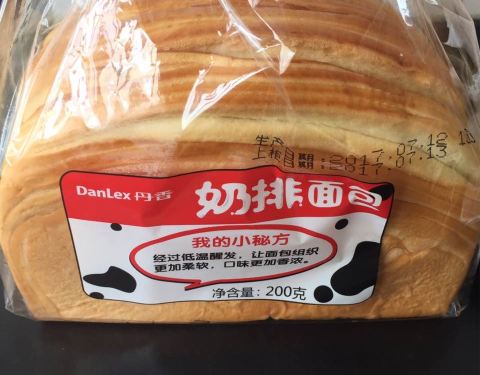 DanLex 丹香
奶排面包
我的小秘方
经过低温醒发，让面包组织
更加柔软，口味更加香浓。
净含量：200克